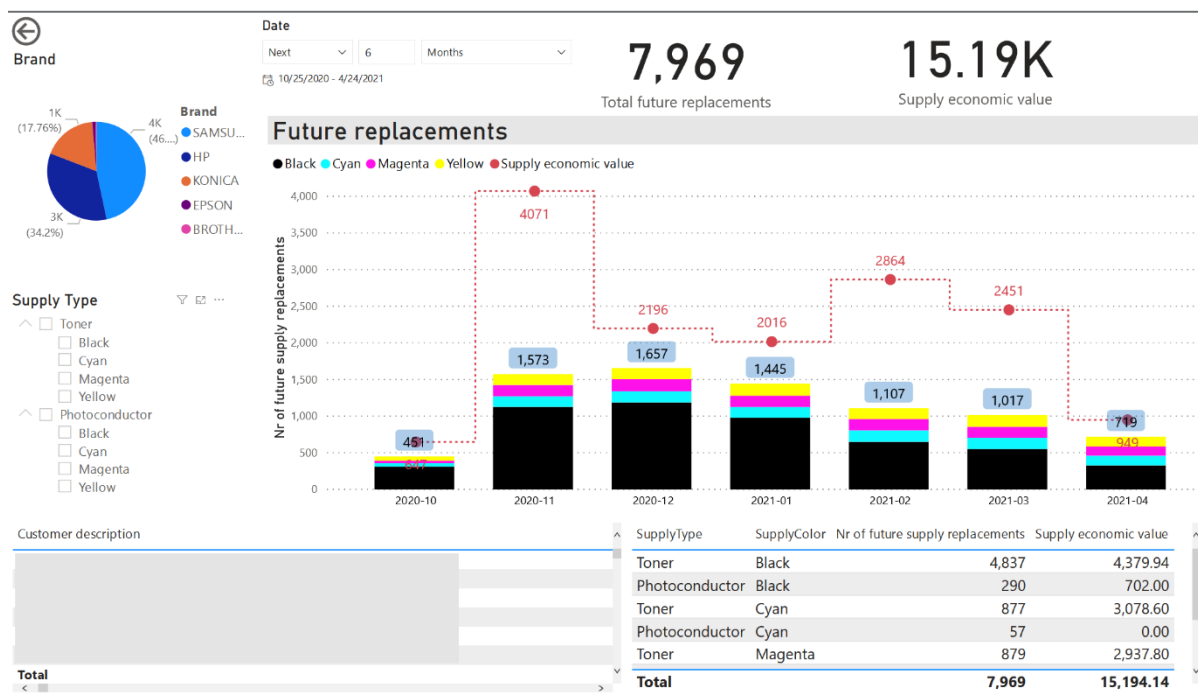 Brand
Date
Next 6 Months
10/25/2020 - 4/24/2021
7,969
Total future replacements
15.19K
Supply economic value
1K
(17.76%)
4K
(46....)
3K
(34.2%)
Brand
SAMSU...
HP
KONICA
EPSON
BROTH...
Future replacements
Black Cyan Magenta Yellow Supply economic value
Nr of future supply replacements
4,000
3,500
3,000
2,500
2,000
1,500
1,000
500
0
4071
2196
2016
2864
2451
949
647
451
1,573
1,657
1,445
1,107
1,017
719
2020-10 2020-11 2020-12 2021-01 2021-02 2021-03 2021-04
Supply Type
Toner
Black
Cyan
Magenta
Yellow
Photoconductor
Black
Cyan
Magenta
Yellow
Customer description
Total
SupplyType SupplyColor Nr of future supply replacements Supply economic value
Toner Black 4,837 4,379.94
Photoconductor Black 290 702.00
Toner Cyan 877 3,078.60
Photoconductor Cyan 57 0.00
Toner Magenta 879 2,937.80
Total 7,969 15,194.14